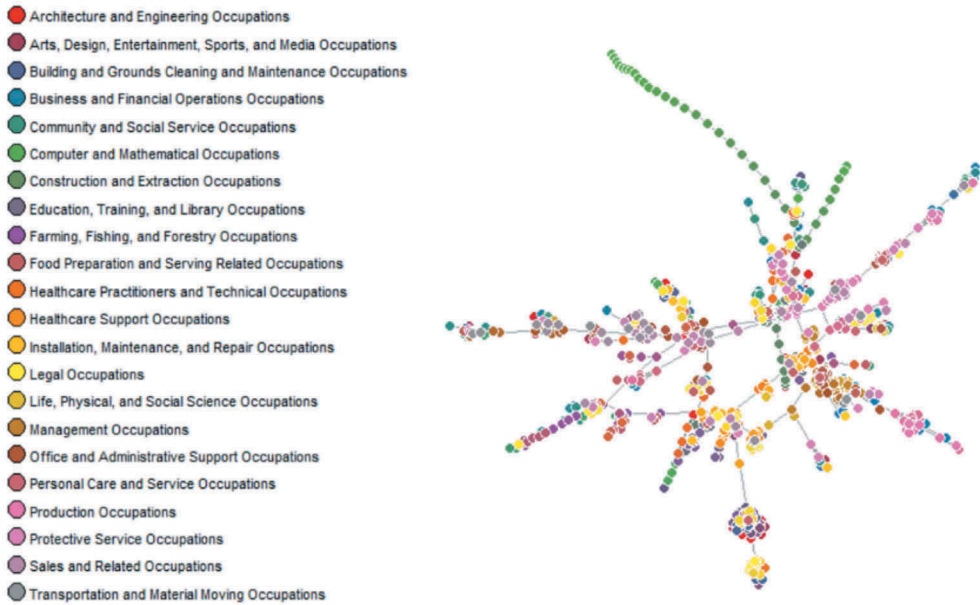 Architecture and Engineering Occupations
Arts, Design, Entertainment, Sports, and Media Occupations
Building and Grounds Cleaning and Maintenance Occupations
Business and Financial Operations Occupations
Community and Social Service Occupations
Computer and Mathematical Occupations
Construction and Extraction Occupations
Education, Training, and Library Occupations
Farming, Fishing, and Forestry Occupations
Food Preparation and Serving Related Occupations
Healthcare Practitioners and Technical Occupations
Healthcare Support Occupations
Installation, Maintenance, and Repair Occupations
Legal Occupations
Life, Physical, and Social Science Occupations
Management Occupations
Office and Administrative Support Occupations
Personal Care and Service Occupations
Production Occupations
Protective Service Occupations
Sales and Related Occupations
Transportation and Material Moving Occupations